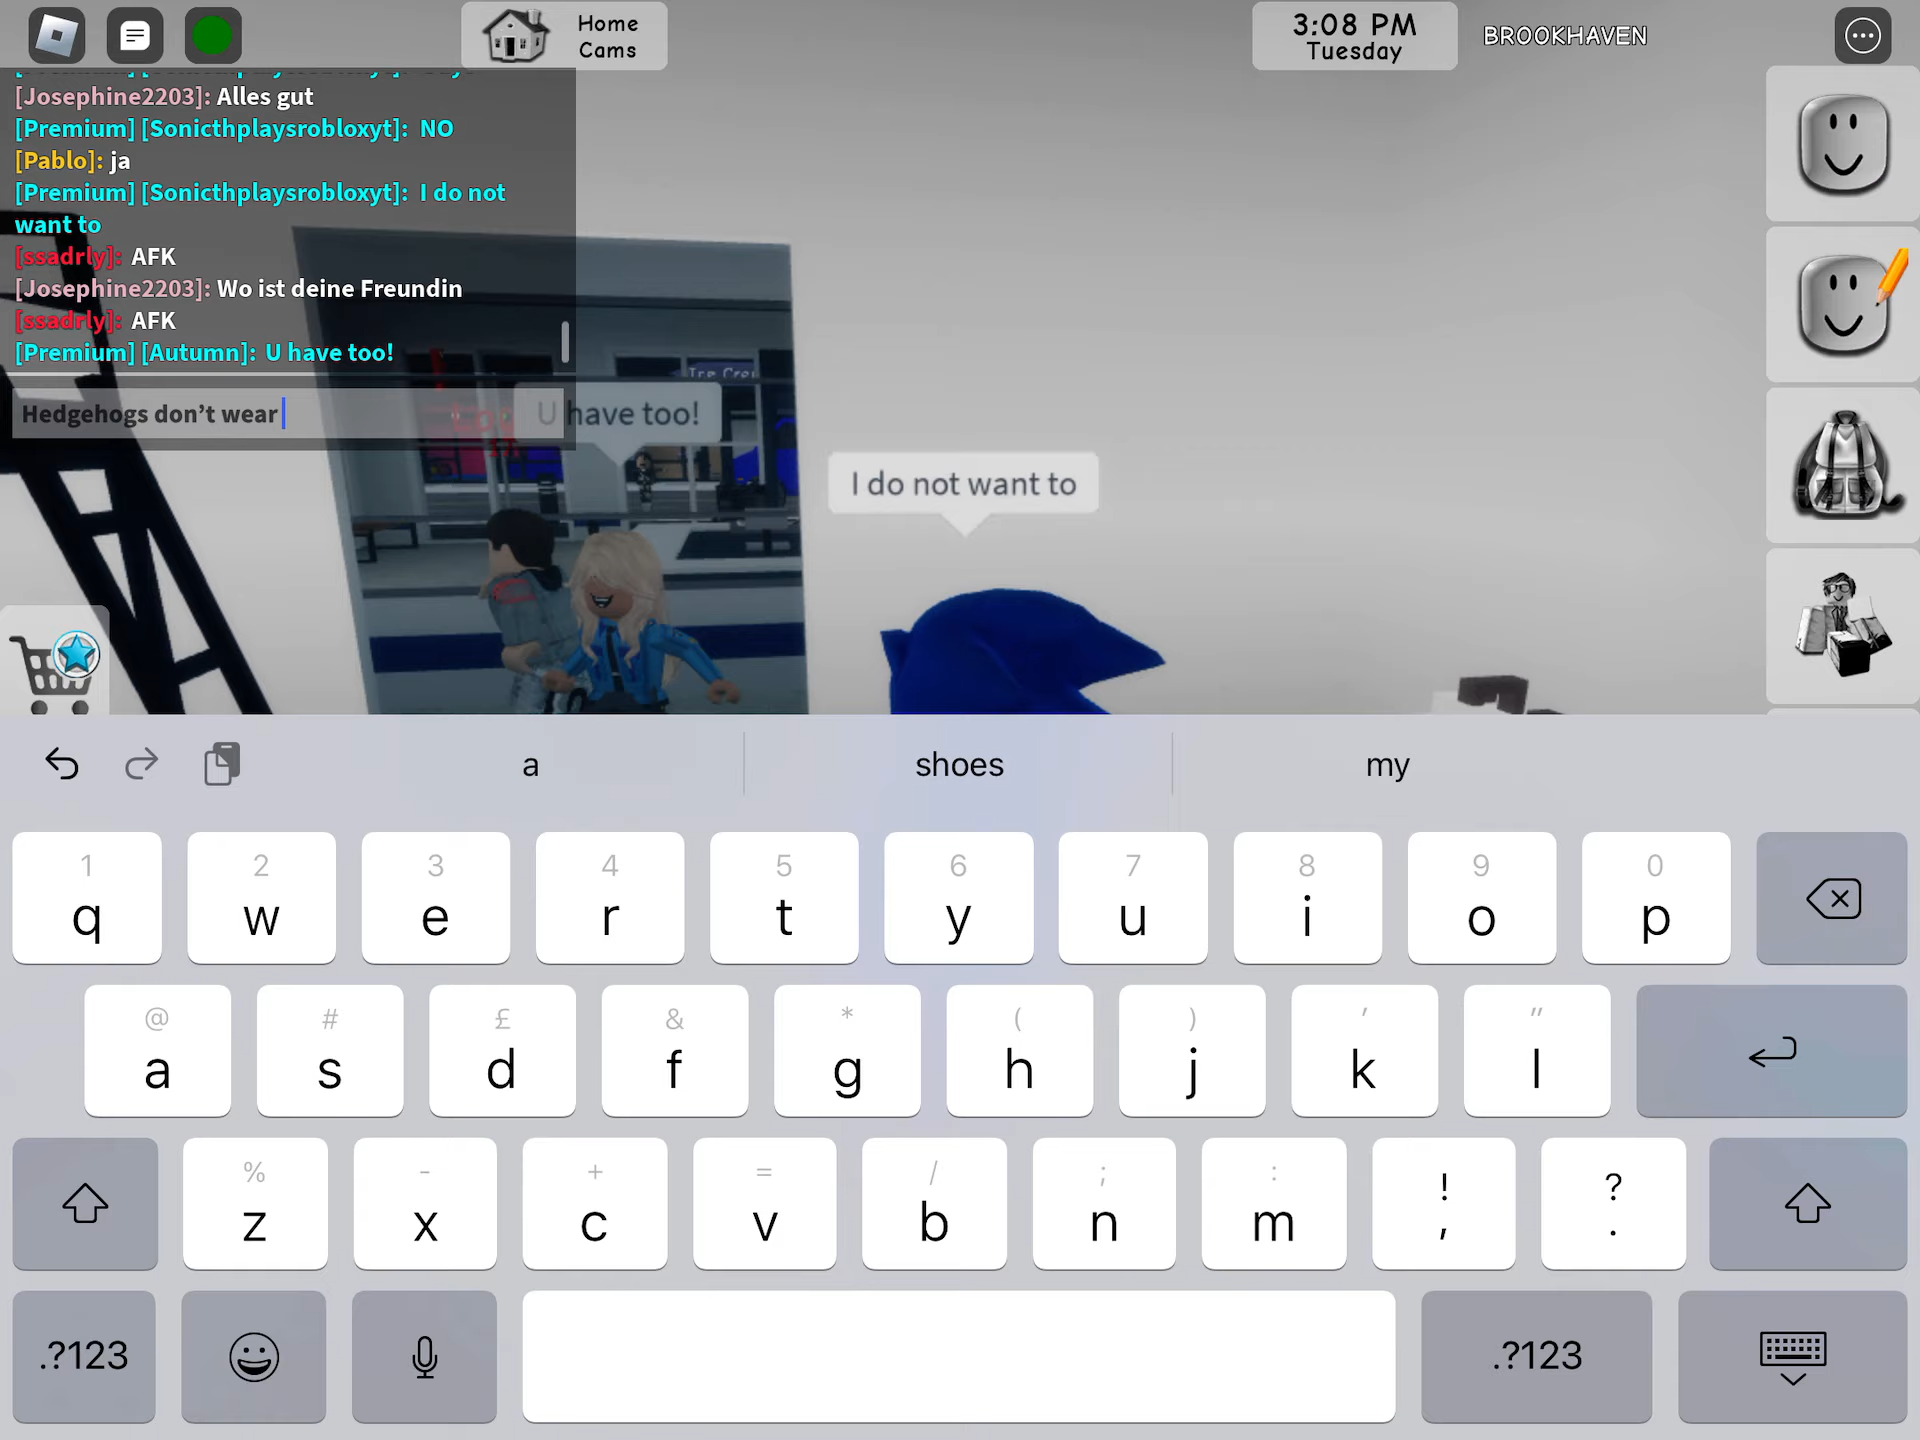 Home
Cams
3:08 PM
Tuesday
BROOKHAVEN
[Josephine2203]: Alles gut
[Premium] [Sonicthplaysrobloxyt]: NO
[Pablo]: ja
[Premium] [Sonicthplaysrobloxyt]: I do not
want to
[ssadrly]: AFK
[Josephine2203]: Wo ist deine Freundin
[ssadrly]: AFK
[Premium] [Autumn]: U have too!
Hedgehogs don’t wear
U have too!
I do not want to
a shoes my
1 2 3 4 5 6 7 8 9 0
q w e r t y u i o p
@ # £ & * ( ) ’ ”
a s d f g h j k l
% - + = / ; : ! ?
z x c v b n m , .
.?123 .?123